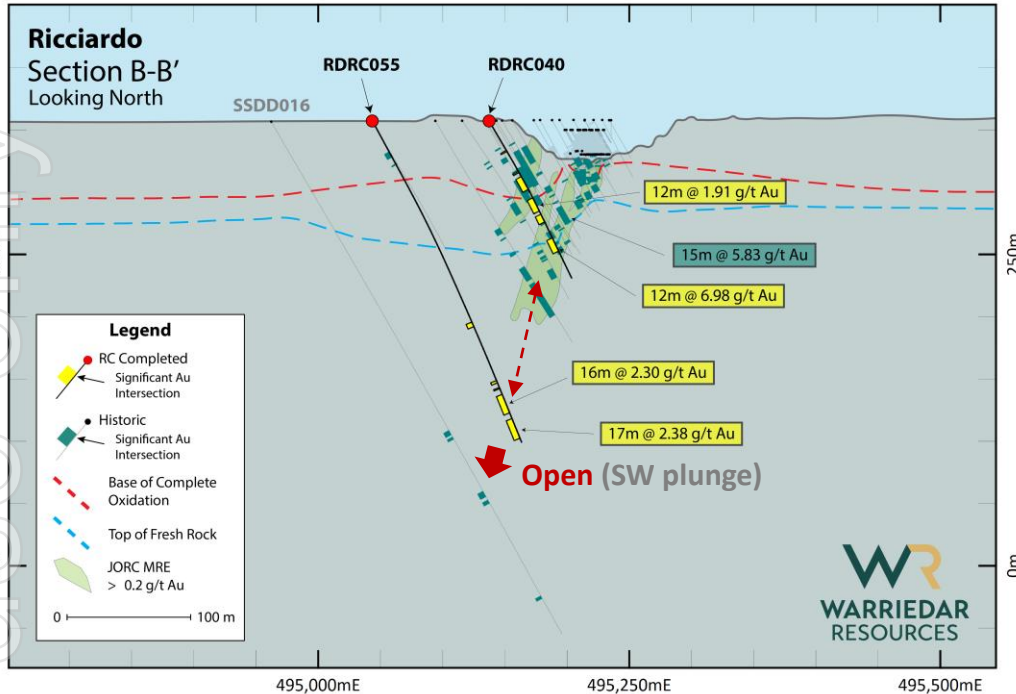 Ricciardo
Section B-B’
Looking North
RDRC055
RDRC040
SSDD016
12m @ 1.91 g/t Au
15m @ 5.83 g/t Au
12m @ 6.98 g/t Au
16m @ 2.30 g/t Au
17m @ 2.38 g/t Au
Open (SW plunge)
250m
0m
Legend
RC Completed
Significant Au
Intersection
Historic
Significant Au
Intersection
Base of Complete
Oxidation
Top of Fresh Rock
JORC MRE
> 0.2 g/t Au
0
100 m
WR
WARRIEDAR
RESOURCES
495,000mE
495,250mE
495,500mE